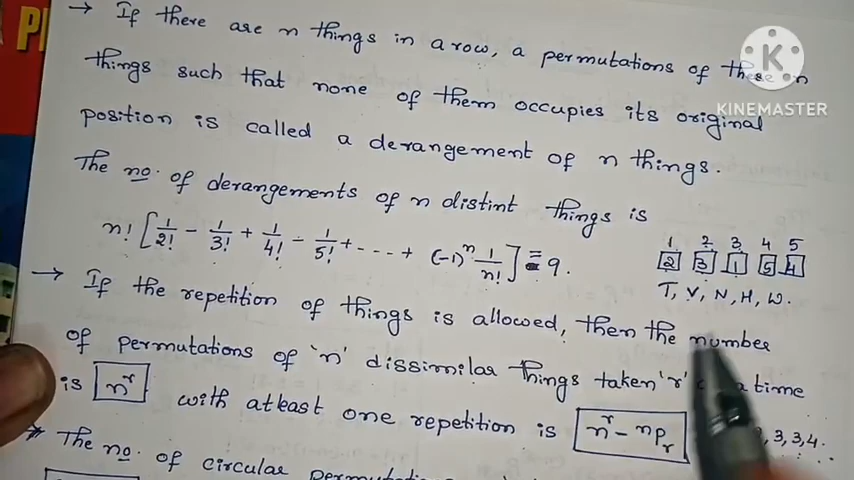 → If there are n things in a row, a permutations of these n
things such that none of them occupies its original
position is called a derangement of n things.
The no. of derangements of n distint things is
n! [1/2! - 1/3! + 1/4! - 1/5! + ---- + (-1)^n 1/n!] = 9.
1 2 3 4 5
2 3 1 5 4
T, V, N, H, W.
→ If the repetition of things is allowed, then the number
of permutations of 'n' dissimilar things taken 'r' a time
is n^r with atkast one repetition is n^r - nPr
, 3, 3, 4.
The no. of circular
K
KINEMASTER